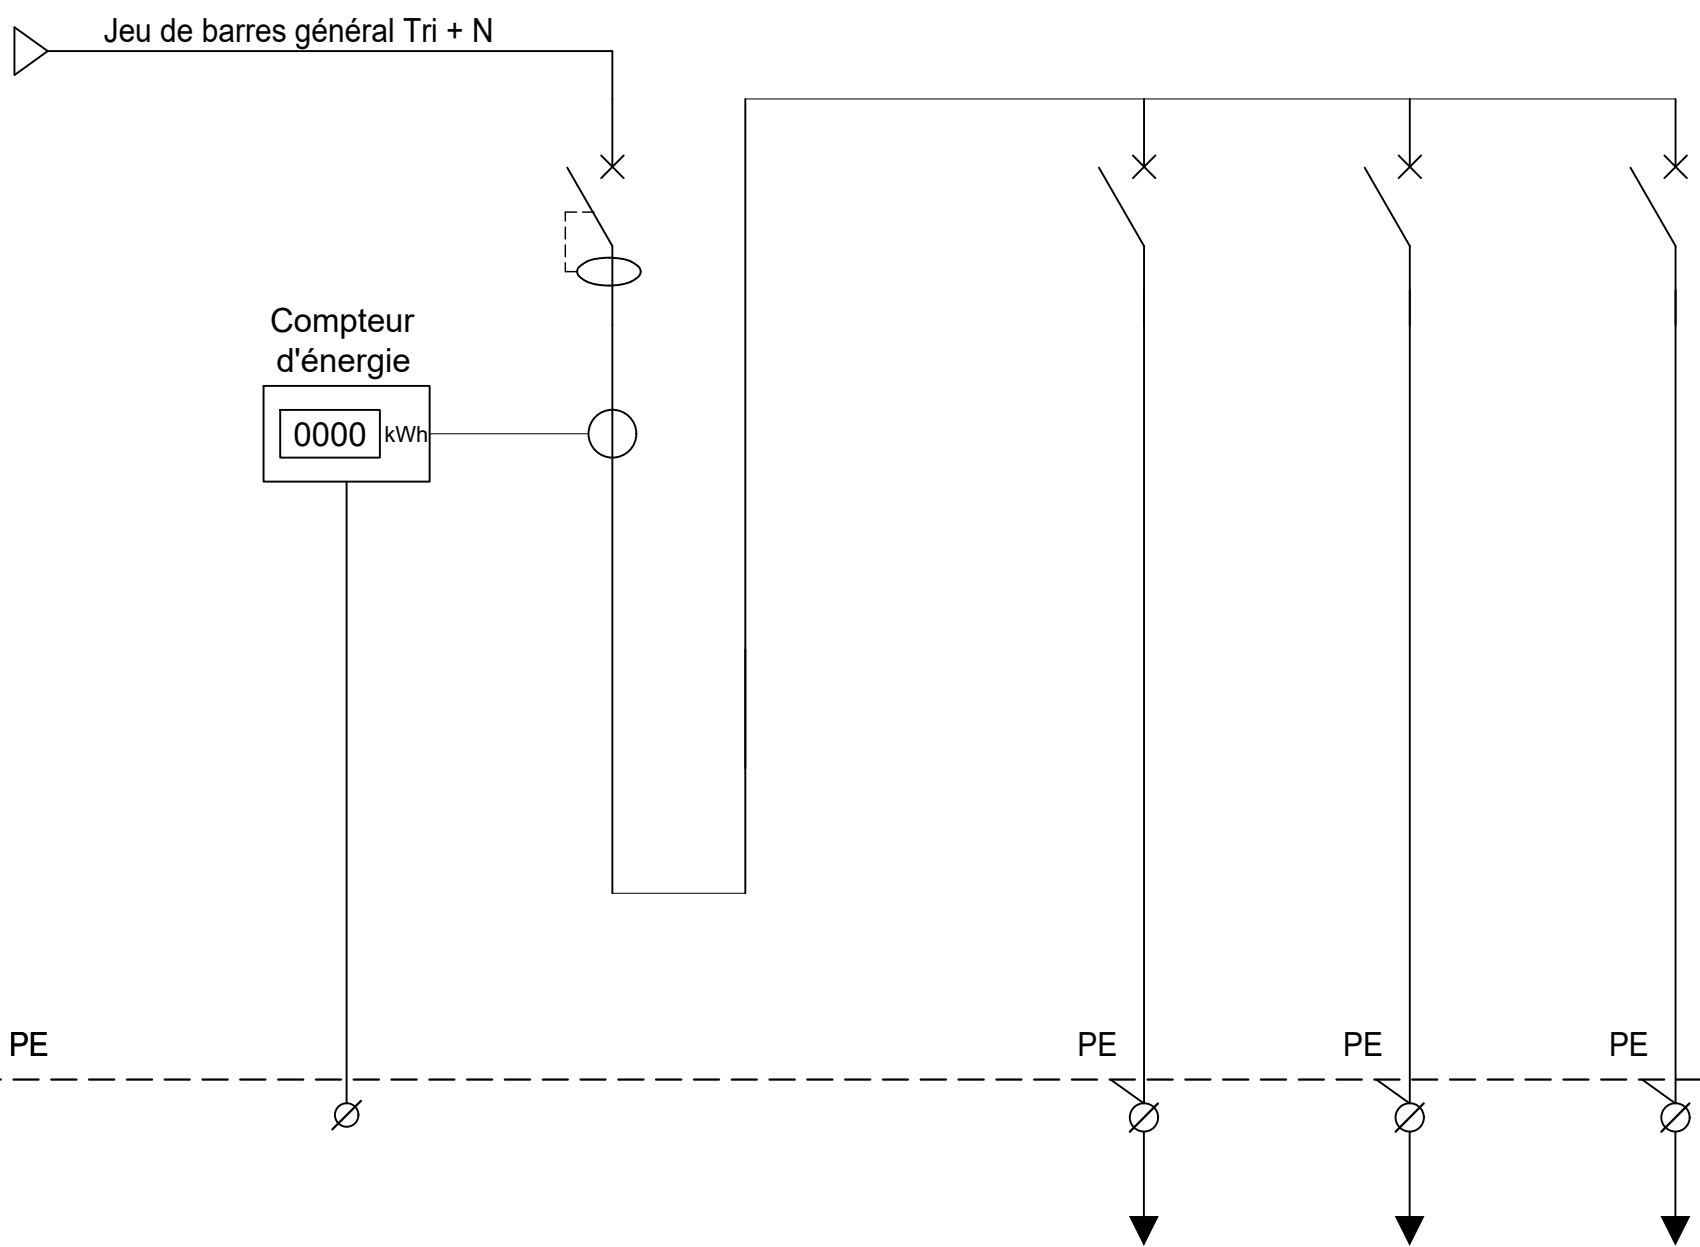 Jeu de barres général Tri + N
Compteur
d'énergie
0000 kWh
PE
PE
PE
PE